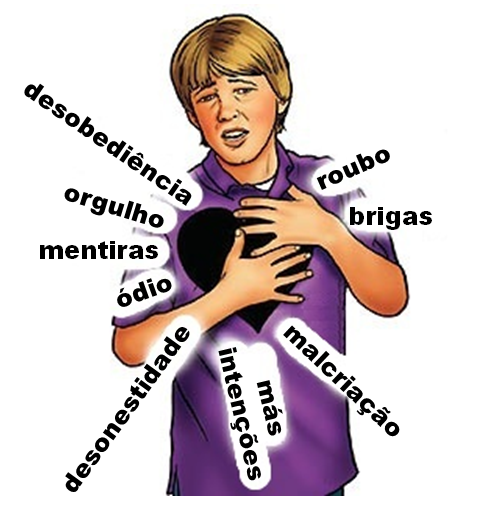 desobediência
orgulho
mentiras
ódio
desonestidade
más
intenções
malcriação
brigas
roubo